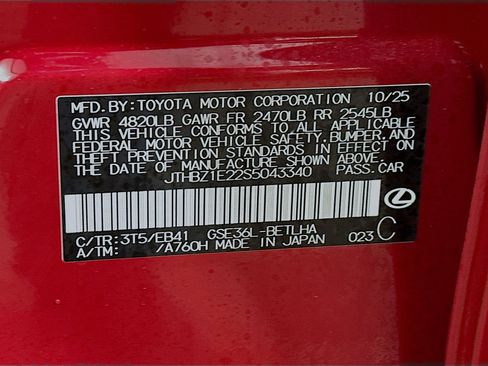 MFD.BY:TOYOTA MOTOR CORPORATION 10/25
GVWR 4820LB GAWR FR 2470LB RR 2545LB
THIS VEHICLE CONFORMS TO ALL APPLICABLE
FEDERAL MOTOR VEHICLE SAFETY,BUMPER,AND
THEFT PREVENTION STANDARDS IN EFFECT ON
THE DATE OF MANUFACTURE SHOWN ABOVE.
JTHBZ1E22S5043340 PASS.CAR
C/TR:3T5/EB41 GSE36L-BETLHA
A/TM: /A760H MADE IN JAPAN 023 C